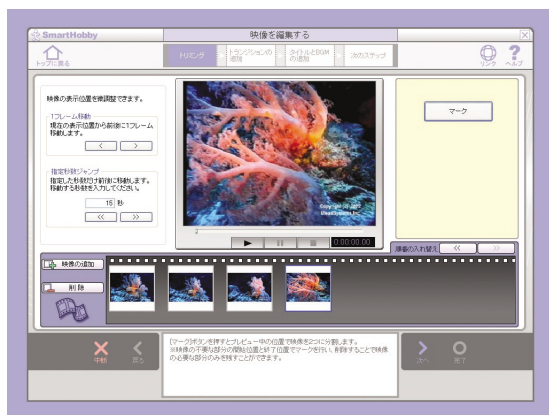 SmartHobby
映像を編集する
トップに戻る
トリミング
トランジションの
追加
タイトルとBGM
の追加
次のステップ
リンク
ヘルプ
映像の表示位置を微調整できます。
1フレーム移動
現在の表示位置から前後に1フレーム
移動します。
指定秒数ジャンプ
指定した秒数だけ前後に移動します。
移動する秒数を入力してください。
15 秒
Copyright (C) 2002
マーク
0:00:00.00
順番の入れ替え
映像の追加
削除
中断
戻る
[マーク]ボタンを押すとプレビュー中の位置で映像を2つに分割します。
※映像の不要な部分の開始位置と終了位置でマークを行い、削除することで映像
の必要な部分のみを残すことができます。
次へ
完了